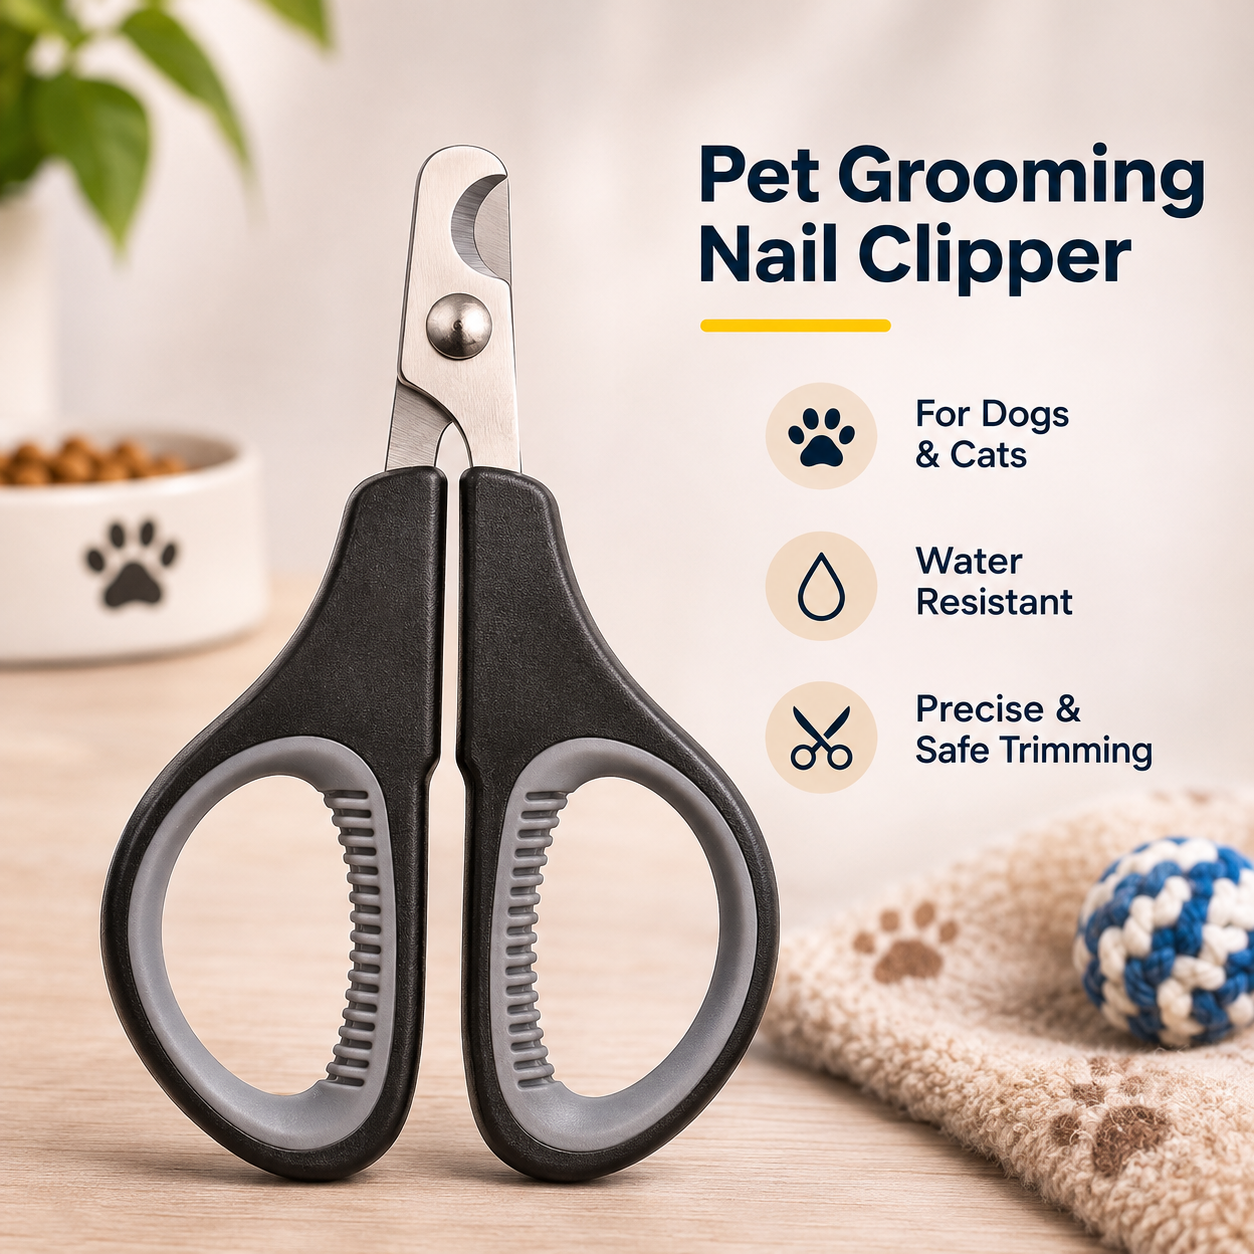 Pet Grooming
Nail Clipper
For Dogs
& Cats
Water
Resistant
Precise &
Safe Trimming